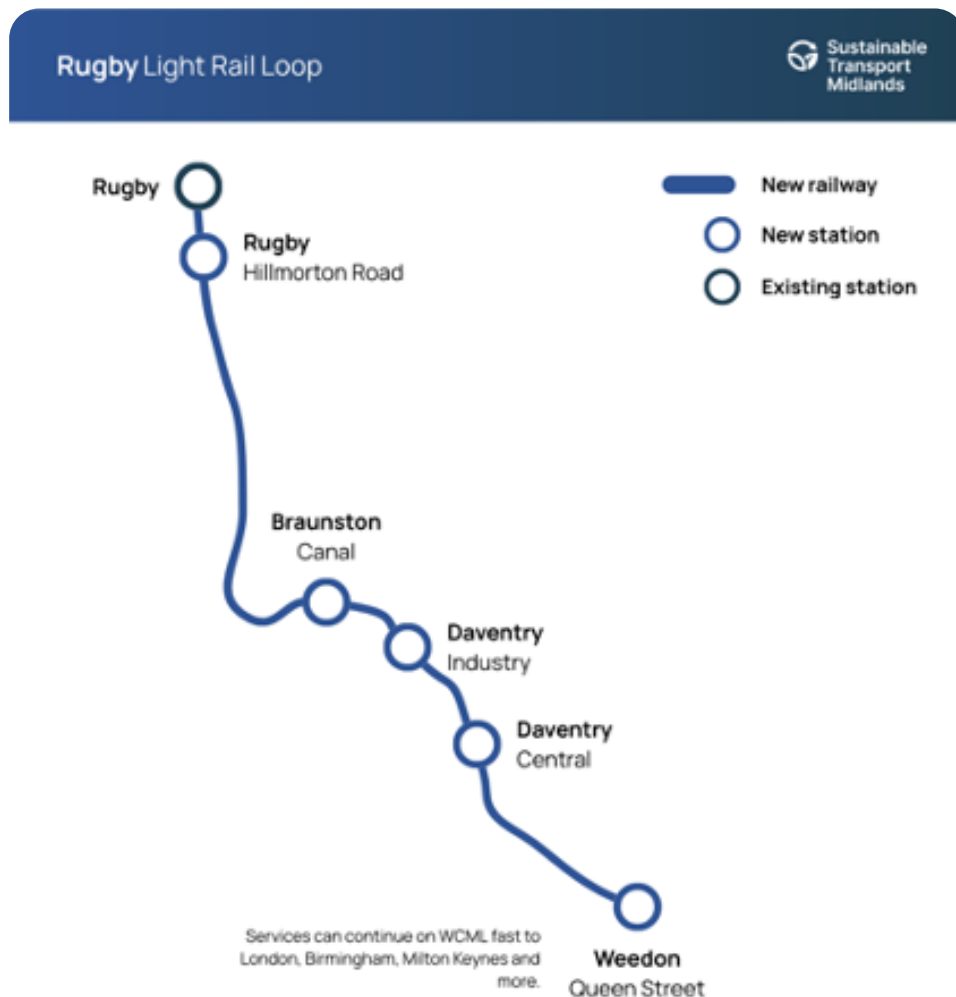 Rugby Light Rail Loop
Sustainable
Transport
Midlands
Rugby
New railway
Rugby
Hillmorton Road
New station
Existing station
Braunston
Canal
Daventry
Industry
Daventry
Central
Services can continue on WCML fast to
London, Birmingham, Milton Keynes and
more.
Weedon
Queen Street